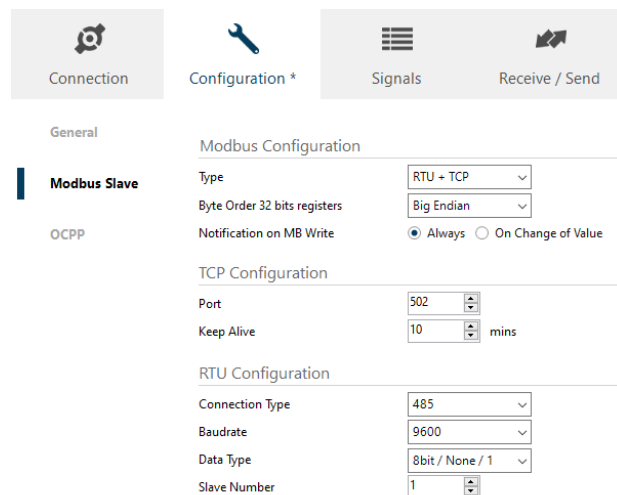 Connection Configuration * Signals Receive / Send
General
Modbus Slave
OCPP
Modbus Configuration
Type RTU + TCP
Byte Order 32 bits registers Big Endian
Notification on MB Write Always On Change of Value
TCP Configuration
Port 502
Keep Alive 10 mins
RTU Configuration
Connection Type 485
Baudrate 9600
Data Type 8bit / None / 1
Slave Number 1